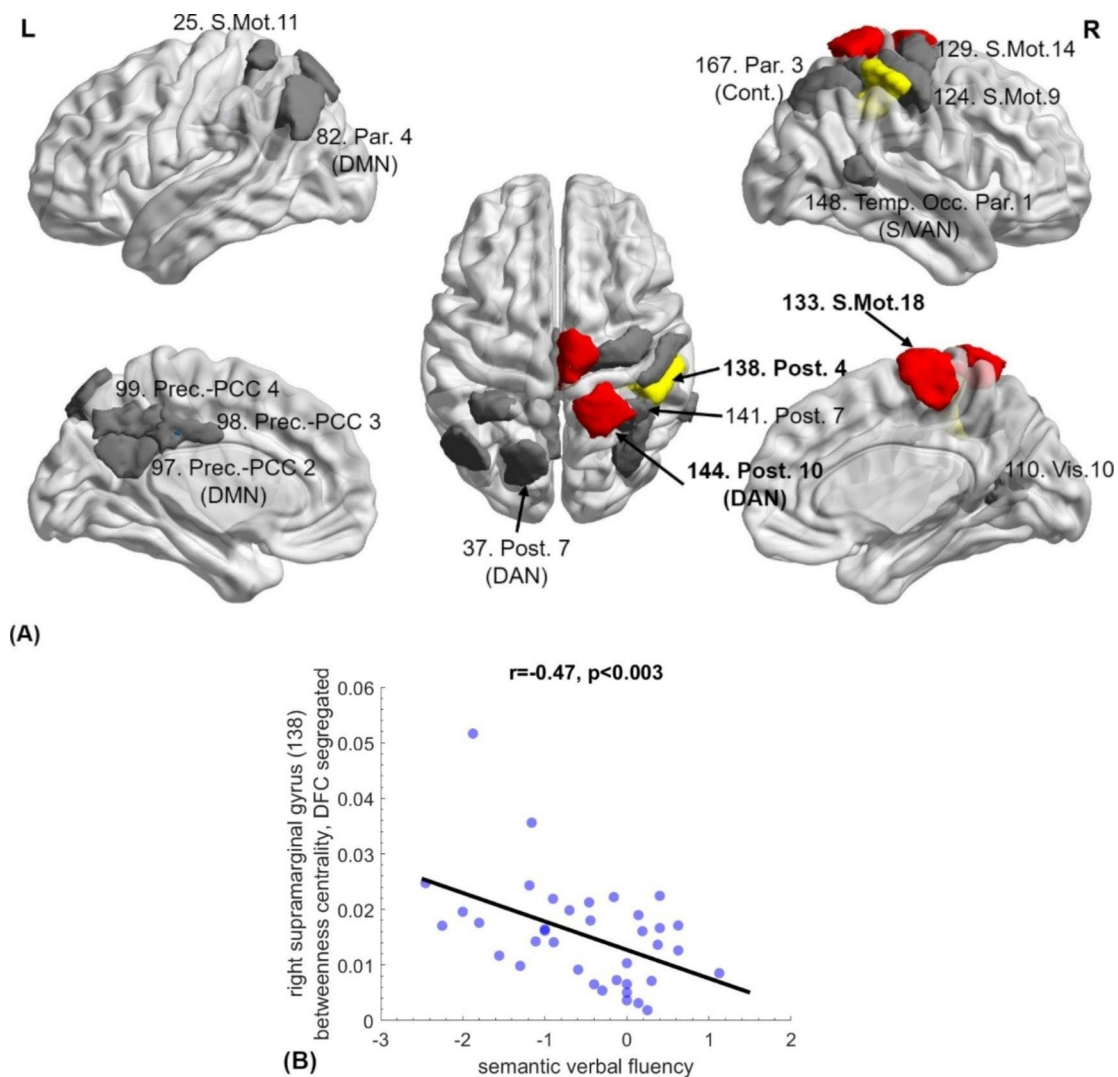 L
R
25. S.Mot.11
82. Par. 4
(DMN)
167. Par. 3
(Cont.)
129. S.Mot.14
124. S.Mot.9
148. Temp. Occ. Par. 1
(S/VAN)
99. Prec.-PCC 4
98. Prec.-PCC 3
97. Prec.-PCC 2
(DMN)
133. S.Mot.18
138. Post. 4
141. Post. 7
144. Post. 10
(DAN)
110. Vis.10
37. Post. 7
(DAN)
(A)
r=-0.47, p<0.003
right supramarginal gyrus (138)
betweenness centrality, DFC segregated
0.06
0.05
0.04
0.03
0.02
0.01
0
-3 -2 -1 0 1 2
semantic verbal fluency
(B)